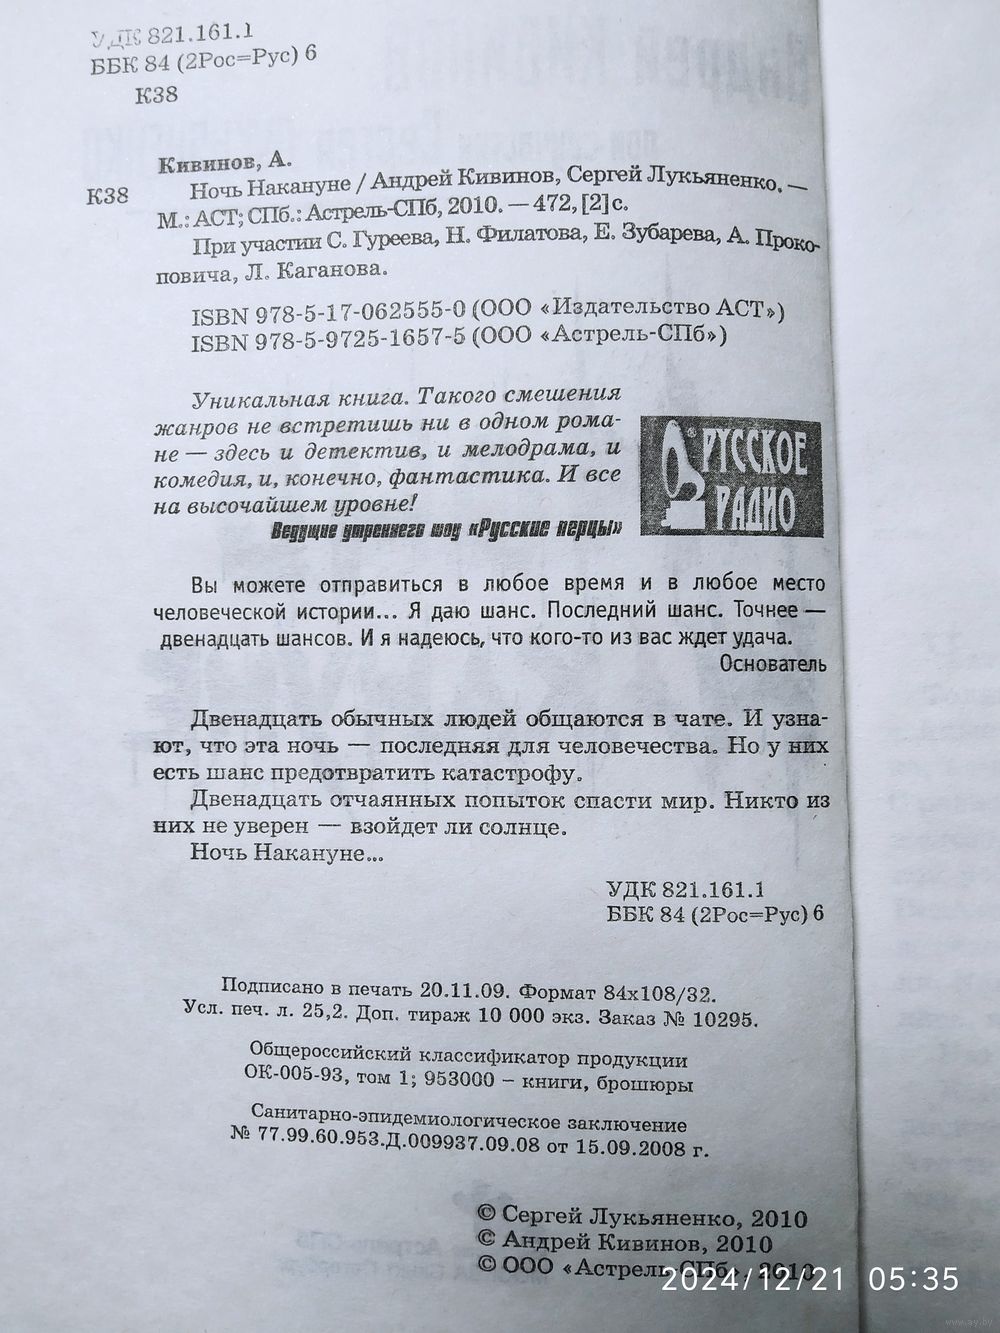 УДК 821.161.1
ББК 84 (2Рос=Рус) 6
К38
Кивинов, А.
К38 Ночь Накануне / Андрей Кивинов, Сергей Лукьяненко. —
М.: АСТ; СПб.: Астрель-СПб, 2010. — 472, [2] с.
При участии С. Гуреева, Н. Филатова, Е. Зубарева, А. Проко-
повича, Л. Каганова.
ISBN 978-5-17-062555-0 (ООО «Издательство АСТ»)
ISBN 978-5-9725-1657-5 (ООО «Астрель-СПб»)
Уникальная книга. Такого смешения
жанров не встретишь ни в одном рома-
не — здесь и детектив, и мелодрама, и
комедия, и, конечно, фантастика. И все
на высочайшем уровне!
Ведущие утреннего шоу «Русские перцы»
РУССКОЕ
РАДИО
Вы можете отправиться в любое время и в любое место
человеческой истории... Я даю шанс. Последний шанс. Точнее —
двенадцать шансов. И я надеюсь, что кого-то из вас ждет удача.
Основатель
Двенадцать обычных людей общаются в чате. И узна-
ют, что эта ночь — последняя для человечества. Но у них
есть шанс предотвратить катастрофу.
Двенадцать отчаянных попыток спасти мир. Никто из
них не уверен — взойдет ли солнце.
Ночь Накануне...
УДК 821.161.1
ББК 84 (2Рос=Рус) 6
Подписано в печать 20.11.09. Формат 84х108/32.
Усл. печ. л. 25,2. Доп. тираж 10 000 экз. Заказ № 10295.
Общероссийский классификатор продукции
ОК-005-93, том 1; 953000 – книги, брошюры
Санитарно-эпидемиологическое заключение
№ 77.99.60.953.Д.009937.09.08 от 15.09.2008 г.
© Сергей Лукьяненко, 2010
© Андрей Кивинов, 2010
© ООО «Астрель-СПб», 2010
2024/12/21 05:35
www.ay.by